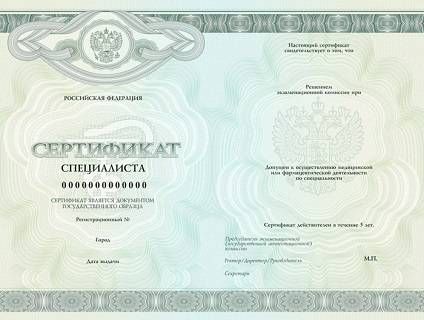 РОССИЙСКАЯ ФЕДЕРАЦИЯ
СЕРТИФИКАТ
СПЕЦИАЛИСТА
0000000000000
СЕРТИФИКАТ ЯВЛЯЕТСЯ ДОКУМЕНТОМ
ГОСУДАРСТВЕННОГО ОБРАЗЦА
Регистрационный №
Город
Дата выдачи
Настоящий сертификат
свидетельствует о том, что
Решением
экзаменационной комиссии при
Допущен к осуществлению медицинской
или фармацевтической деятельности
по специальности
Сертификат действителен в течение 5 лет.
Председатель экзаменационной
(государственной аттестационной)
комиссии
Ректор/Директор/Руководитель
М.П.
Секретарь